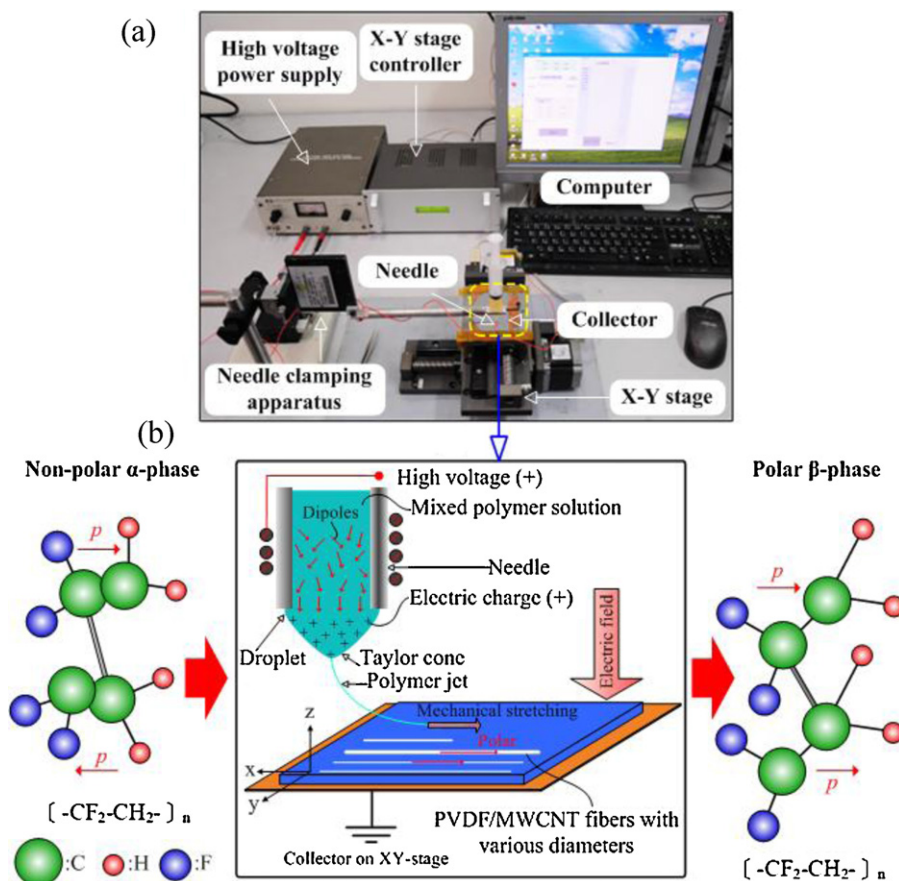 (a)
High voltage
power supply
X-Y stage
controller
Computer
Needle
Collector
Needle clamping
apparatus
X-Y stage
(b)
Non-polar α-phase
Polar β-phase
High voltage (+)
Mixed polymer solution
Dipoles
Needle
Electric charge (+)
Droplet
Taylor cone
Polymer jet
Electric field
Mechanical stretching
Polar
z
x
y
PVDF/MWCNT fibers with
various diameters
Collector on XY-stage
p
p
[ -CF2-CH2- ] n
:C :H :F
p
p
[ -CF2-CH2- ] n